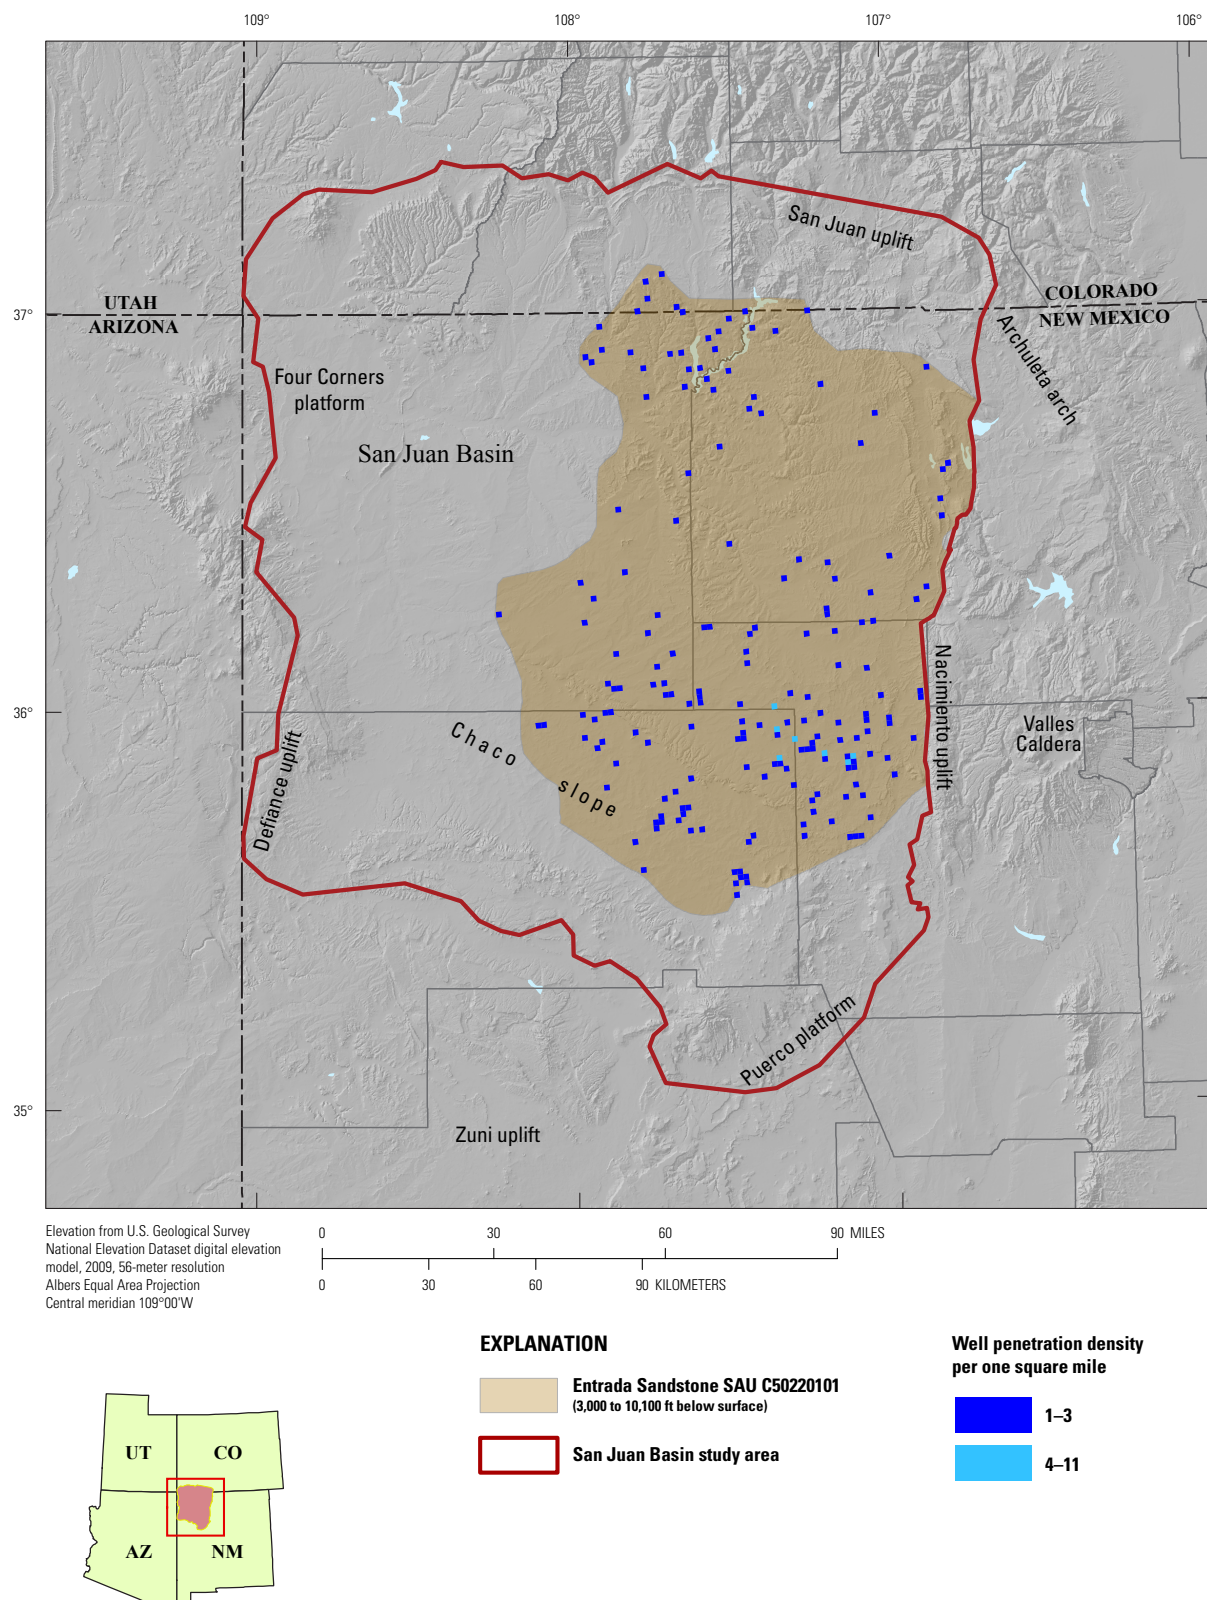 109°
108°
107°
106°
San Juan uplift
UTAH
ARIZONA
37°
COLORADO
NEW MEXICO
Archuleta arch
Four Corners
platform
San Juan Basin
Nacimiento uplift
36°
Chaco slope
Valles
Caldera
Defiance uplift
Puerco platform
35°
Zuni uplift
Elevation from U.S. Geological Survey
National Elevation Dataset digital elevation
model, 2009, 56-meter resolution
Albers Equal Area Projection
Central meridian 109°00'W
0 30 60 90 MILES
0 30 60 90 KILOMETERS
EXPLANATION
Entrada Sandstone SAU C50220101
(3,000 to 10,100 ft below surface)
San Juan Basin study area
Well penetration density
per one square mile
1–3
4–11
UT
CO
AZ
NM